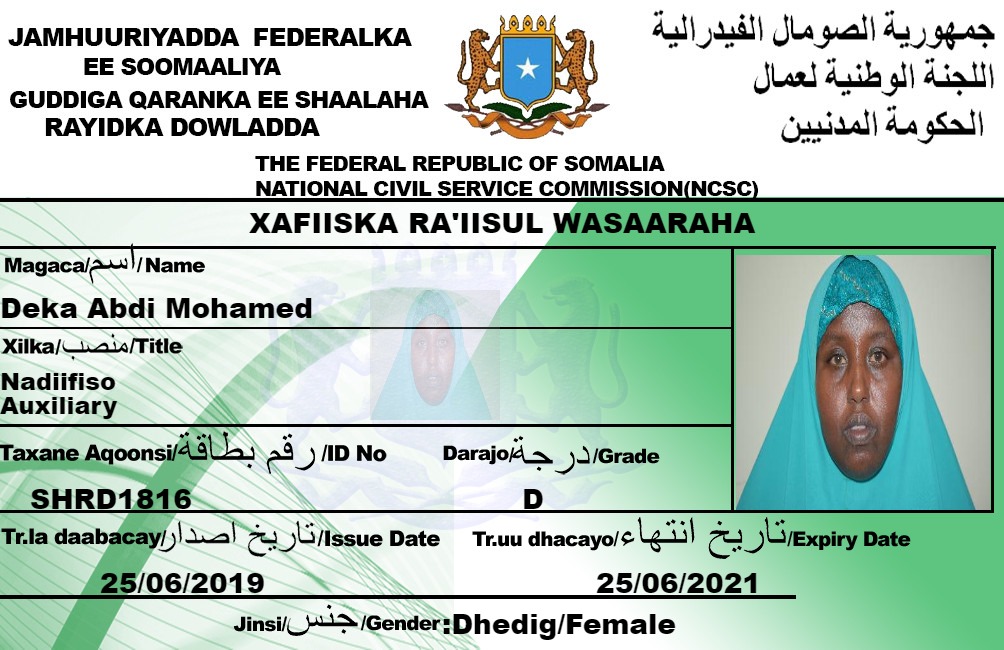 JAMHUURIYADDA FEDERALKA
EE SOOMAALIYA
GUDDIGA QARANKA EE SHAALAHA
RAYIDKA DOWLADDA
جمهورية الصومال الفيدرالية
اللجنة الوطنية لعمال
الحكومة المدنيين
THE FEDERAL REPUBLIC OF SOMALIA
NATIONAL CIVIL SERVICE COMMISSION(NCSC)
XAFIISKA RA'IISUL WASAARAHA
Magaca/اسم/Name
Deka Abdi Mohamed
Xilka/منصب/Title
Nadiifiso
Auxiliary
Taxane Aqoonsi/رقم بطاقة/ID No
SHRD1816
Darajo/درجة/Grade
D
Tr.la daabacay/تاريخ اصدار/Issue Date
25/06/2019
Tr.uu dhacayo/تاريخ انتهاء/Expiry Date
25/06/2021
Jinsi/جنس/Gender:Dhedig/Female